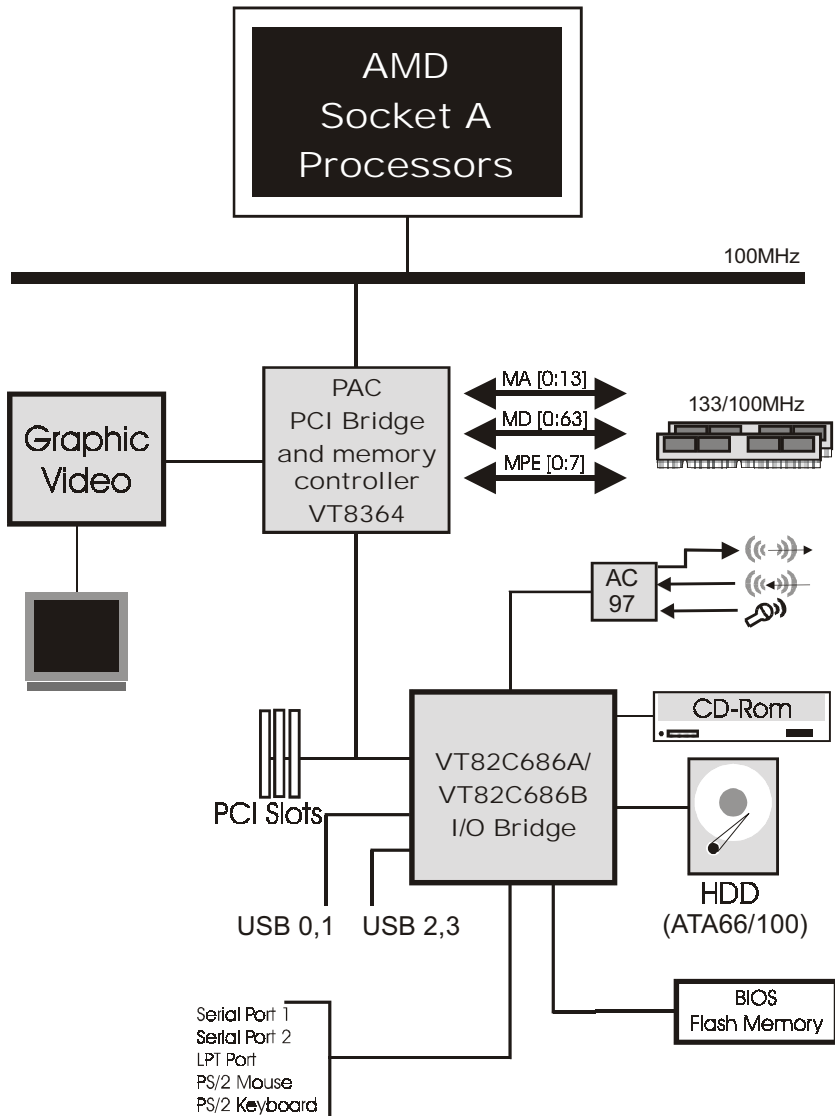 AMD
Socket A
Processors
100MHz
PAC
PCI Bridge
and memory
controller
VT8364
MA [0:13]
MD [0:63]
MPE [0:7]
133/100MHz
Graphic
Video
AC
97
CD-Rom
VT82C686A/
VT82C686B
I/O Bridge
PCI Slots
HDD
(ATA66/100)
USB 0,1
USB 2,3
BIOS
Flash Memory
Serial Port 1
Serial Port 2
LPT Port
PS/2 Mouse
PS/2 Keyboard